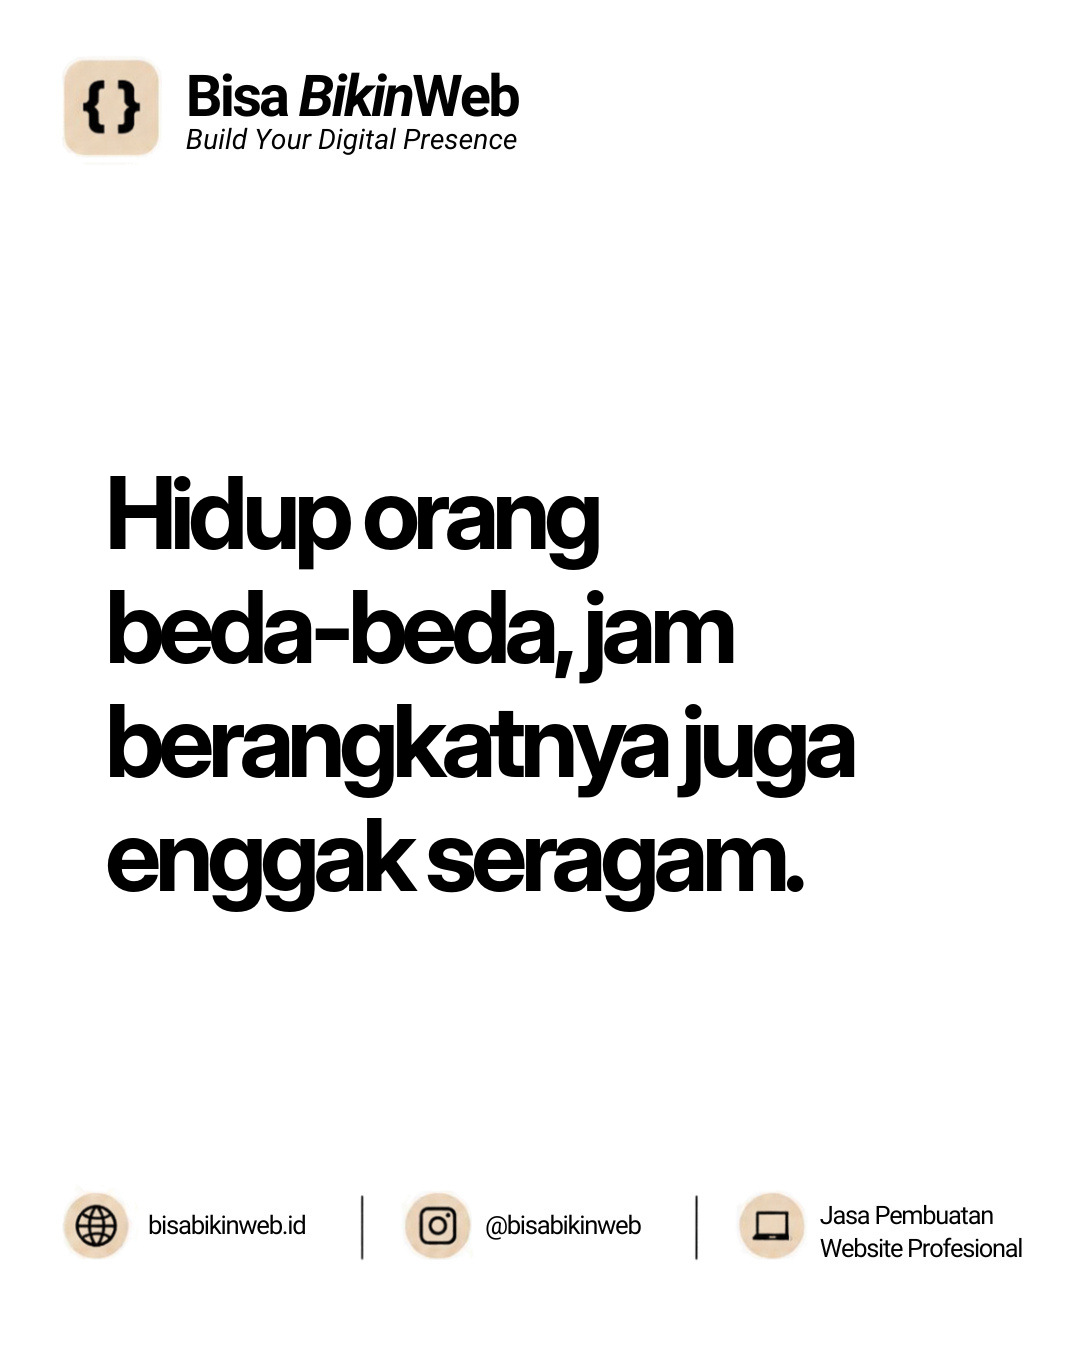 { }
Bisa BikinWeb
Build Your Digital Presence
Hidup orang
beda-beda, jam
berangkatnya juga
enggak seragam.
bisabikinweb.id
@bisabikinweb
Jasa Pembuatan
Website Profesional